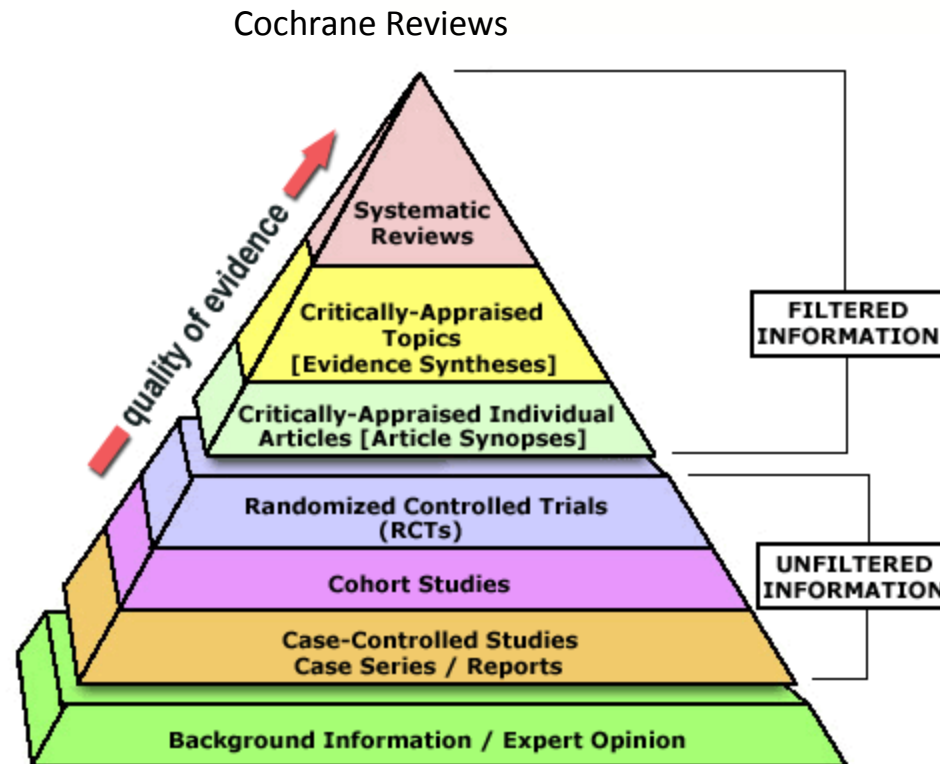 Cochrane Reviews
quality of evidence
Systematic
Reviews
Critically-Appraised
Topics
[Evidence Syntheses]
Critically-Appraised Individual
Articles [Article Synopses]
FILTERED
INFORMATION
Randomized Controlled Trials
(RCTs)
Cohort Studies
Case-Controlled Studies
Case Series / Reports
UNFILTERED
INFORMATION
Background Information / Expert Opinion